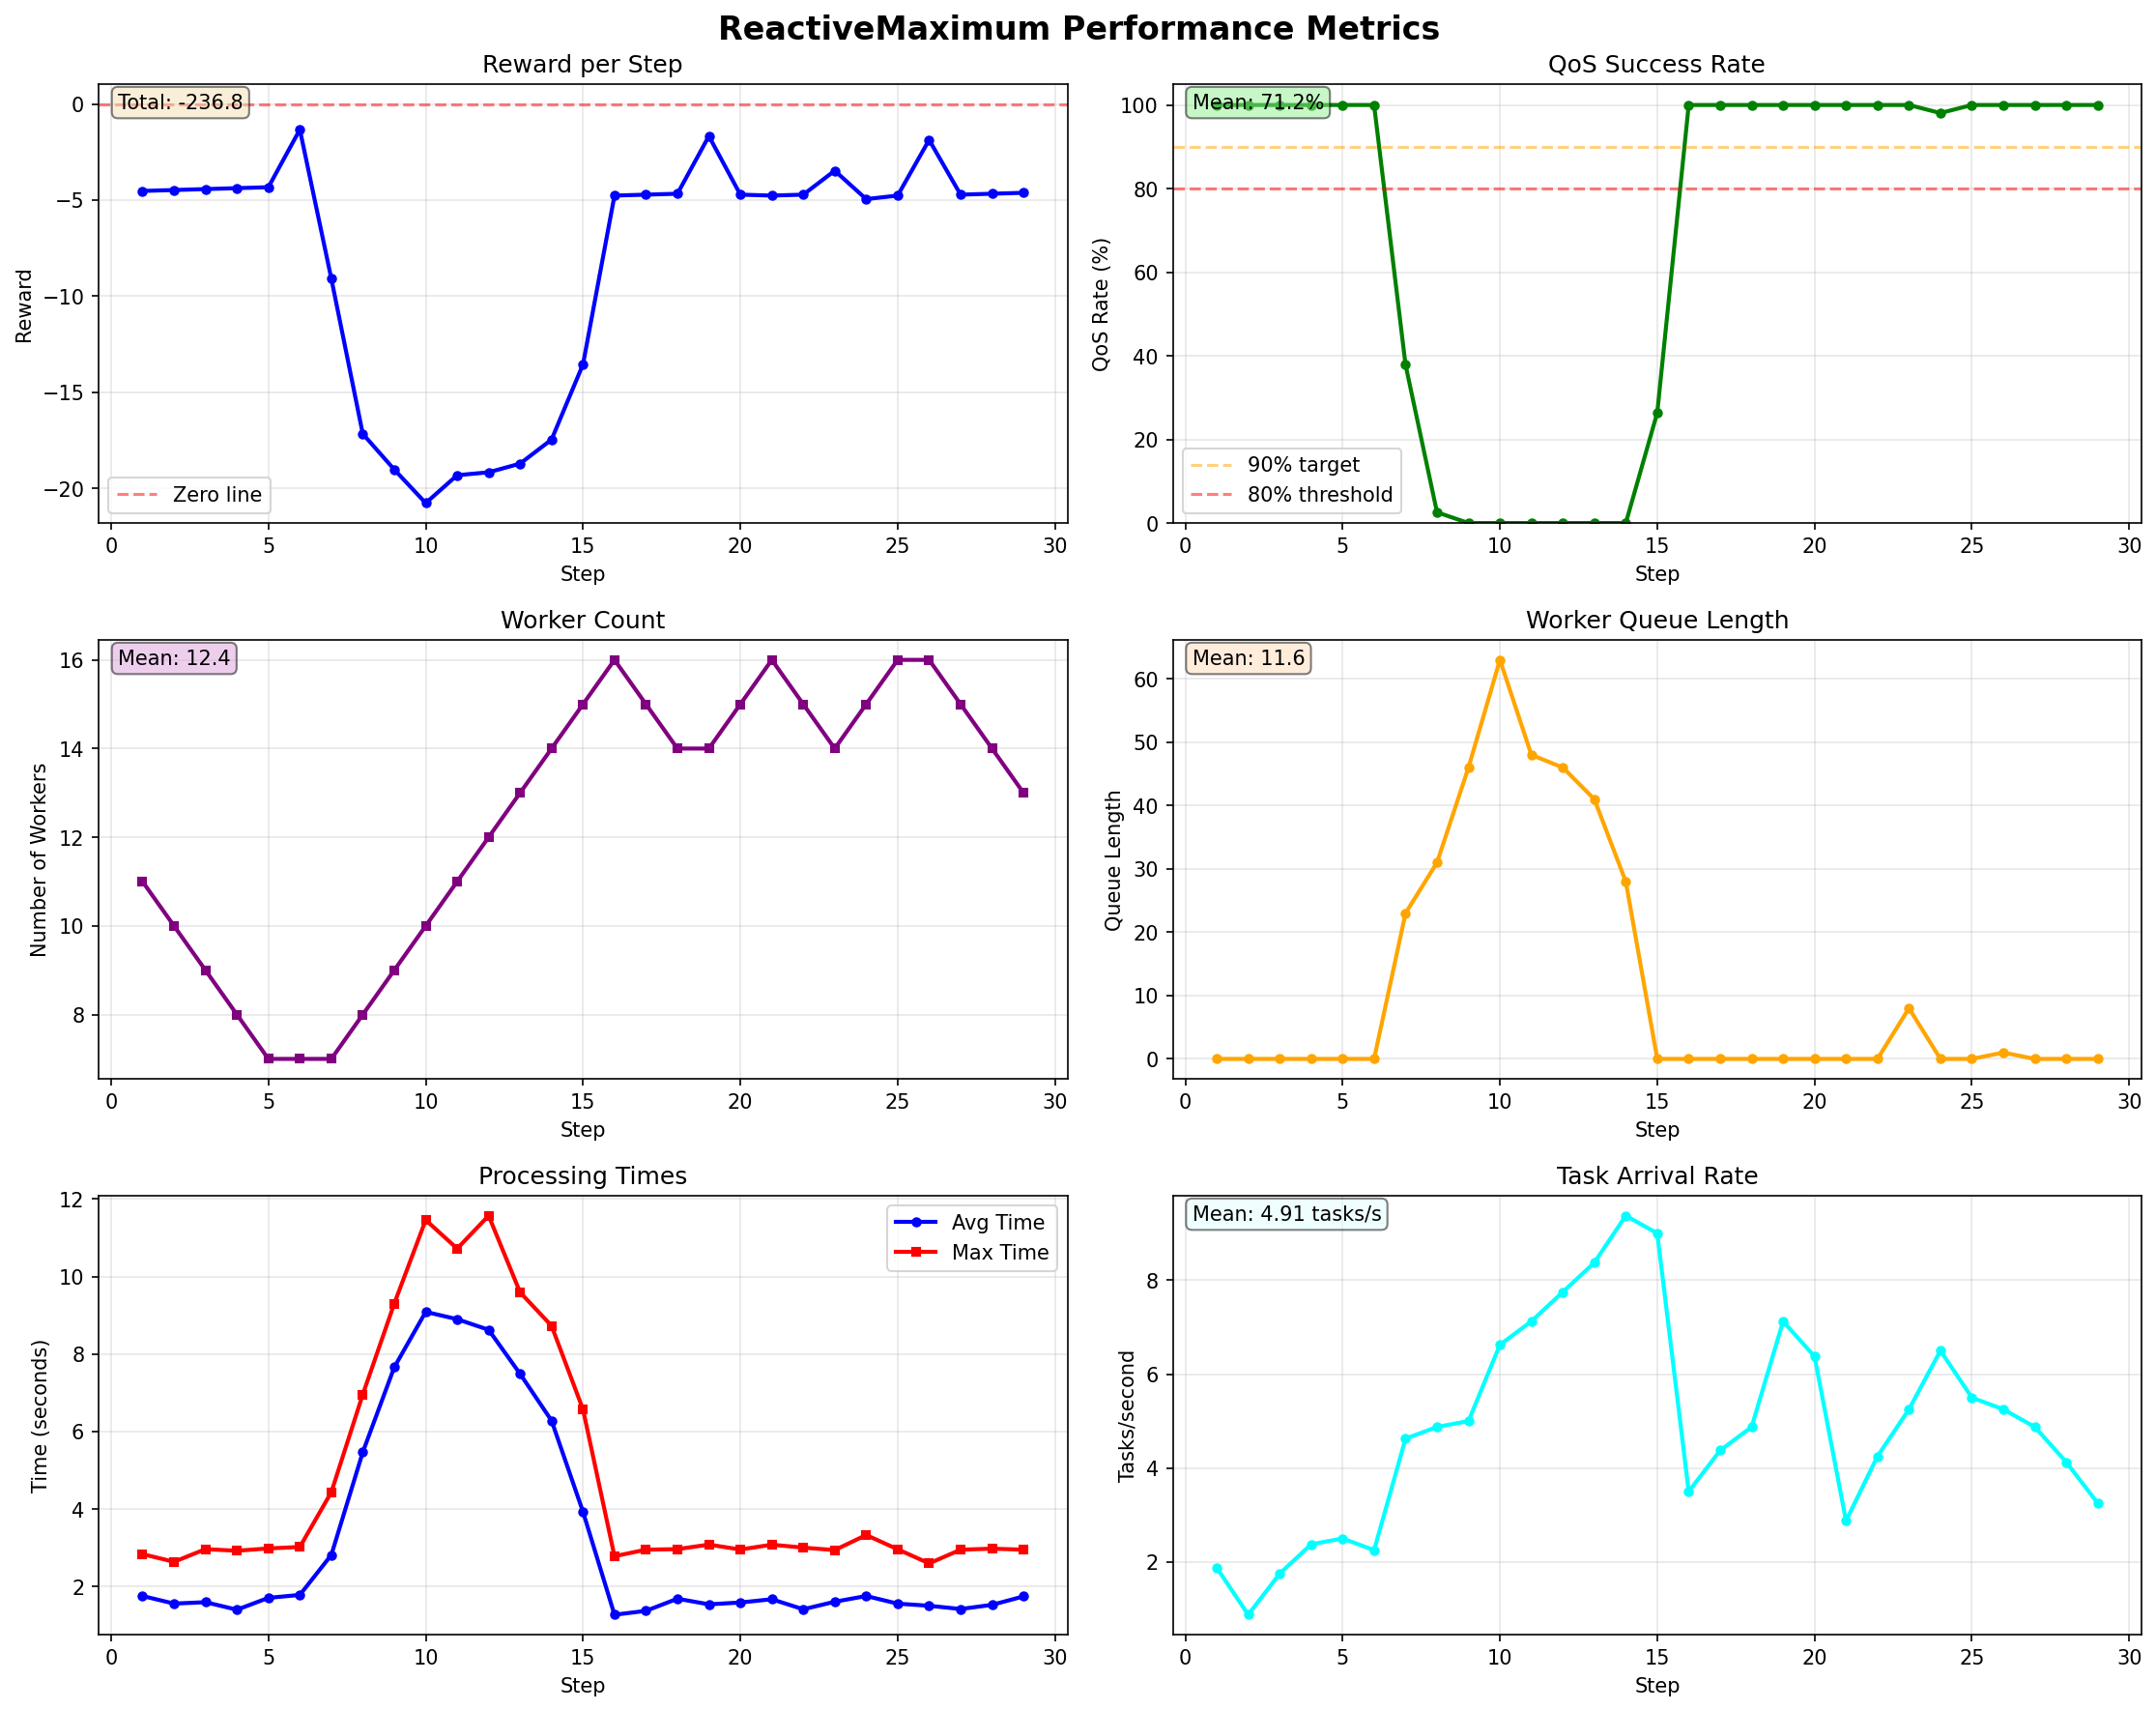 ReactiveMaximum Performance Metrics
Reward per Step
Total: -236.8
0
−5
−10
−15
−20
Reward
Zero line
0 5 10 15 20 25 30
Step
QoS Success Rate
Mean: 71.2%
100
80
60
40
20
0
QoS Rate (%)
90% target
80% threshold
0 5 10 15 20 25 30
Step
Worker Count
Mean: 12.4
16
14
12
10
8
Number of Workers
0 5 10 15 20 25 30
Step
Worker Queue Length
Mean: 11.6
60
50
40
30
20
10
0
Queue Length
0 5 10 15 20 25 30
Step
Processing Times
12
10
8
6
4
2
Time (seconds)
Avg Time
Max Time
0 5 10 15 20 25 30
Step
Task Arrival Rate
Mean: 4.91 tasks/s
8
6
4
2
Tasks/second
0 5 10 15 20 25 30
Step